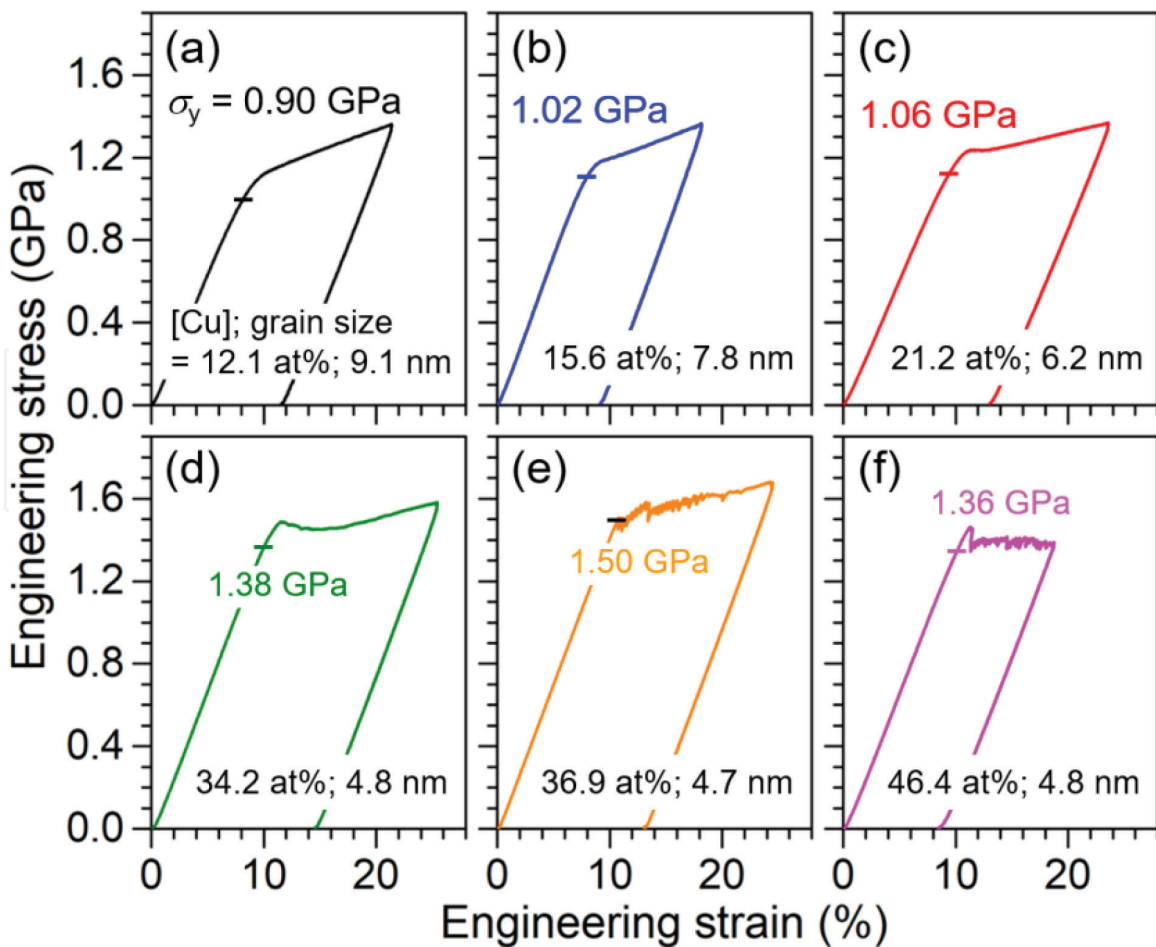 Engineering stress (GPa)
1.6
1.2
0.8
0.4
0.0
(a)
σy = 0.90 GPa
[Cu]; grain size
= 12.1 at%; 9.1 nm
(b)
1.02 GPa
15.6 at%; 7.8 nm
(c)
1.06 GPa
21.2 at%; 6.2 nm
1.6
1.2
0.8
0.4
0.0
(d)
1.38 GPa
34.2 at%; 4.8 nm
(e)
1.50 GPa
36.9 at%; 4.7 nm
(f)
1.36 GPa
46.4 at%; 4.8 nm
0 10 20 0 10 20 0 10 20
Engineering strain (%)